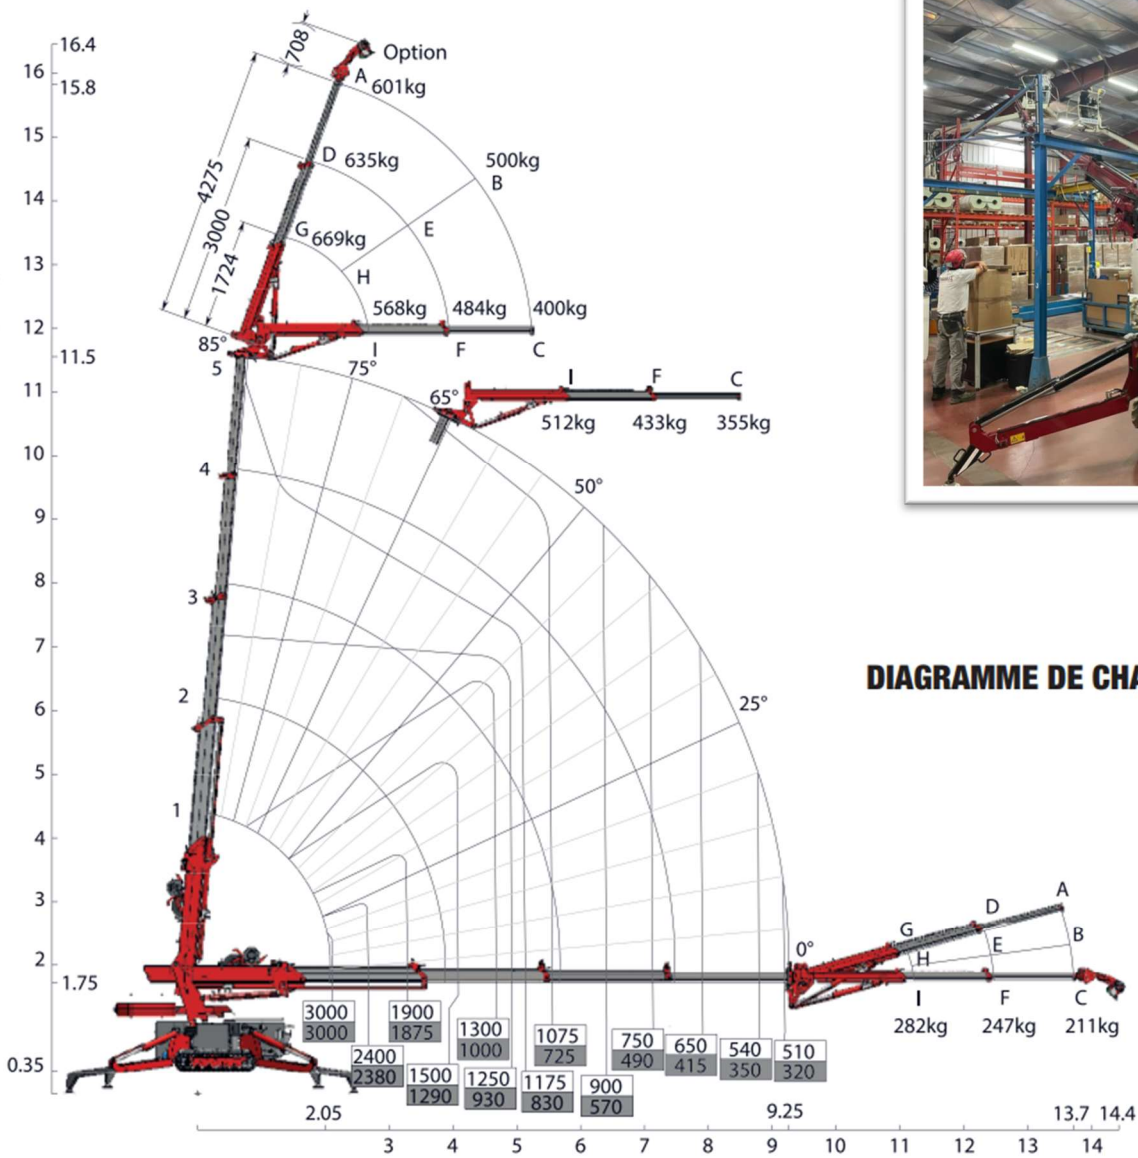 16.4
16
15.8
15
14
13
12
11.5
11
10
9
8
7
6
5
4
3
2
1.75
0.35
708
Option
A
601kg
4275
3000
1724
D
635kg
500kg
B
G
669kg
E
H
568kg
484kg
400kg
I
F
C
85°
5
75°
65°
I
F
C
512kg
433kg
355kg
50°
4
3
2
1
25°
DIAGRAMME DE CHA
0°
A
D
G
B
E
H
I
F
C
282kg
247kg
211kg
3000
3000
2400
2380
1900
1875
1500
1290
1300
1000
1250
930
1075
725
1175
830
900
570
750
490
650
415
540
350
510
320
2.05
9.25
13.7
14.4
3
4
5
6
7
8
9
10
11
12
13
14